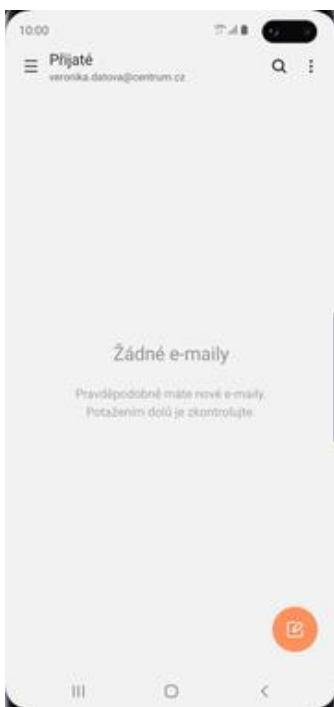 10:00
Přijaté
veronika.datova@centrum.cz
Žádné e-maily
Pravděpodobně máte nové e-maily.
Potažením dolů je zkontrolujte.